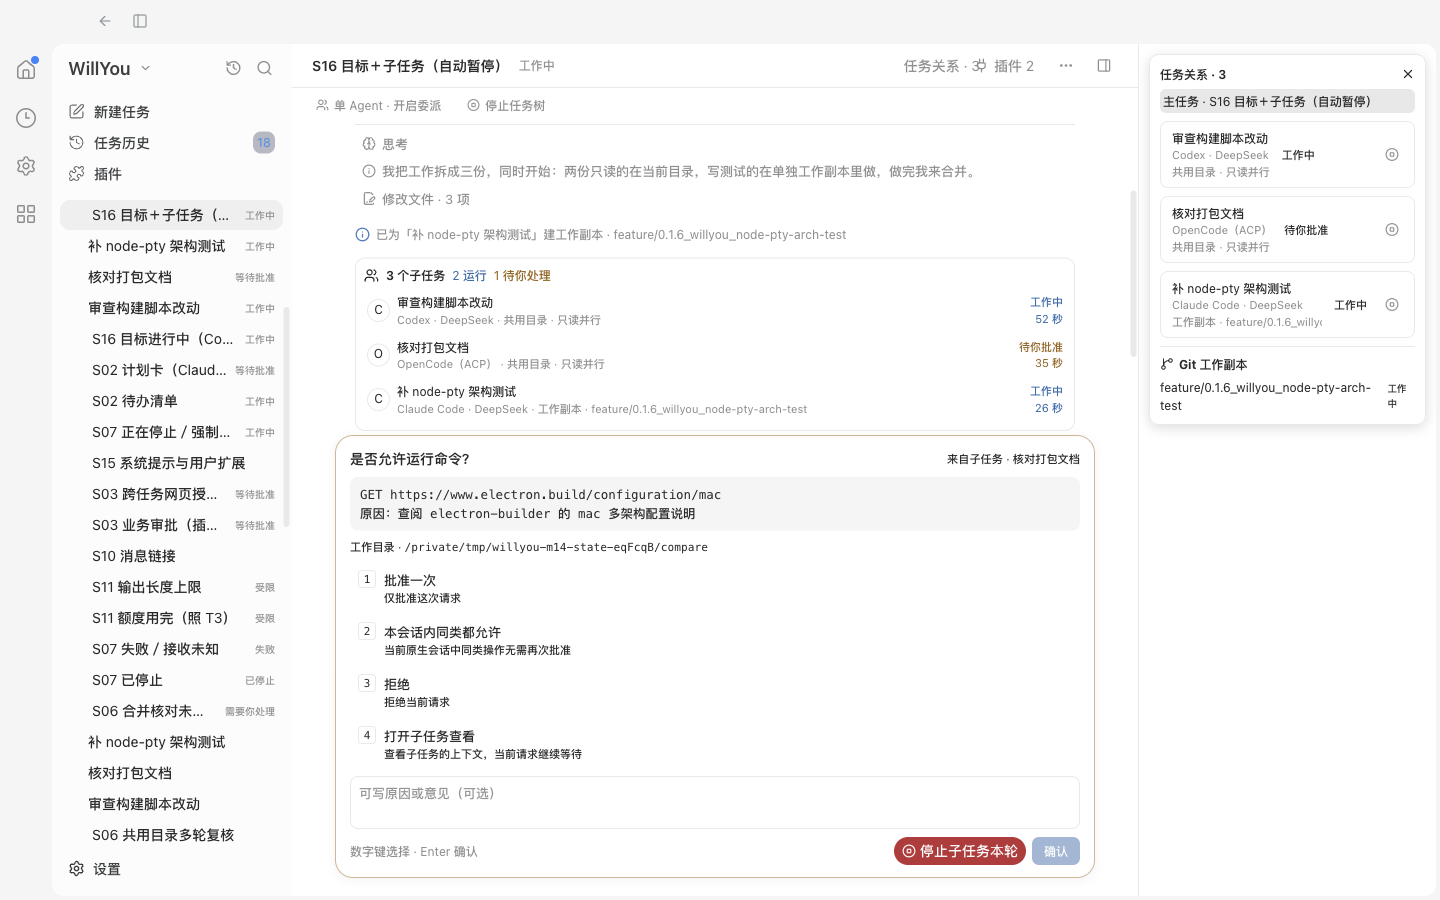 WillYou
新建任务
任务历史
18
插件
S16 目标＋子任务（...
工作中
补 node-pty 架构测试
工作中
核对打包文档
等待批准
审查构建脚本改动
工作中
S16 目标进行中（Co...
工作中
S02 计划卡（Claud...
等待批准
S02 待办清单
工作中
S07 正在停止 / 强制...
工作中
S15 系统提示与用户扩展
S03 跨任务网页授...
等待批准
S03 业务审批（插...
等待批准
S10 消息链接
S11 输出长度上限
受限
S11 额度用完（照 T3）
受限
S07 失败 / 接收未知
失败
S07 已停止
已停止
S06 合并核对未...
需要你处理
补 node-pty 架构测试
核对打包文档
审查构建脚本改动
S06 共用目录多轮复核
设置
S16 目标＋子任务（自动暂停）
工作中
任务关系 · 3
插件 2
单 Agent · 开启委派
停止任务树
思考
我把工作拆成三份，同时开始：两份只读的在当前目录，写测试的在单独工作副本里做，做完我来合并。
修改文件 · 3 项
已为「补 node-pty 架构测试」建工作副本 · feature/0.1.6_willyou_node-pty-arch-test
3 个子任务 2 运行 1 待你处理
C
审查构建脚本改动
工作中
Codex · DeepSeek · 共用目录 · 只读并行
52 秒
O
核对打包文档
待你批准
OpenCode（ACP） · 共用目录 · 只读并行
35 秒
C
补 node-pty 架构测试
工作中
Claude Code · DeepSeek · 工作副本 · feature/0.1.6_willyou_node-pty-arch-test
26 秒
是否允许运行命令？
来自子任务 · 核对打包文档
GET https://www.electron.build/configuration/mac
原因：查阅 electron-builder 的 mac 多架构配置说明
工作目录 · /private/tmp/willyou-m14-state-eqFcqB/compare
1
批准一次
仅批准这次请求
2
本会话内同类都允许
当前原生会话中同类操作无需再次批准
3
拒绝
拒绝当前请求
4
打开子任务查看
查看子任务的上下文，当前请求继续等待
可写原因或意见（可选）
数字键选择 · Enter 确认
停止子任务本轮
确认
任务关系 · 3
主任务 · S16 目标＋子任务（自动暂停）
审查构建脚本改动
Codex · DeepSeek
工作中
共用目录 · 只读并行
核对打包文档
OpenCode（ACP）
待你批准
共用目录 · 只读并行
补 node-pty 架构测试
Claude Code · DeepSeek
工作中
工作副本 · feature/0.1.6_willy
Git 工作副本
feature/0.1.6_willyou_node-pty-arch-
test
工作
中